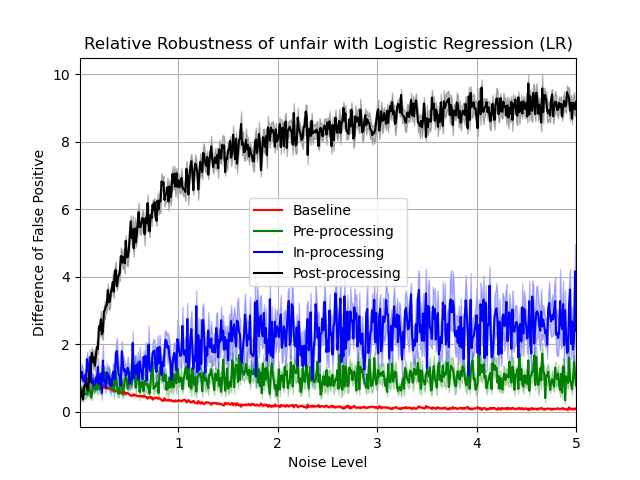 Relative Robustness of unfair with Logistic Regression (LR)
Difference of False Positive
10
8
6
4
2
0
Baseline
Pre-processing
In-processing
Post-processing
1
2
3
4
5
Noise Level